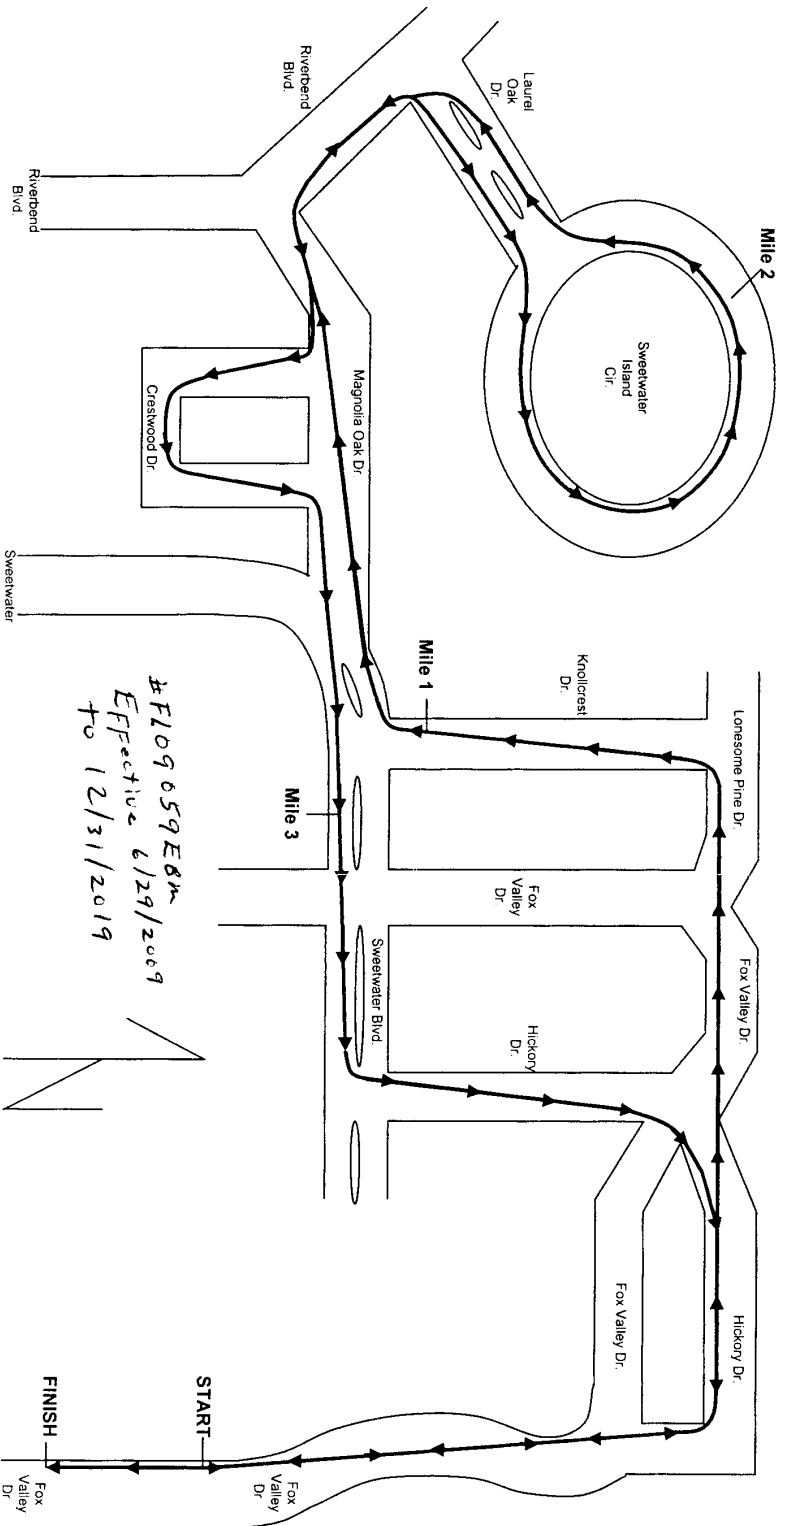 Riverbend
Blvd.
Riverbend
Blvd.
Laurel
Oak
Dr.
Mile 2
Sweetwater
Island
Cir.
Magnolia Oak Dr
Crestwood Dr.
Sweetwater
Mile 1
Knollcrest
Dr.
Lonesome Pine Dr.
Mile 3
Fox
Valley
Dr.
Fox Valley Dr.
Sweetwater Blvd.
Hickory
Dr.
Fox Valley Dr.
Hickory Dr.
START
FINISH
Fox
Valley
Dr
Fox
Valley
Dr
#FL09059EBM
Effective 6/29/2009
to 12/31/2019